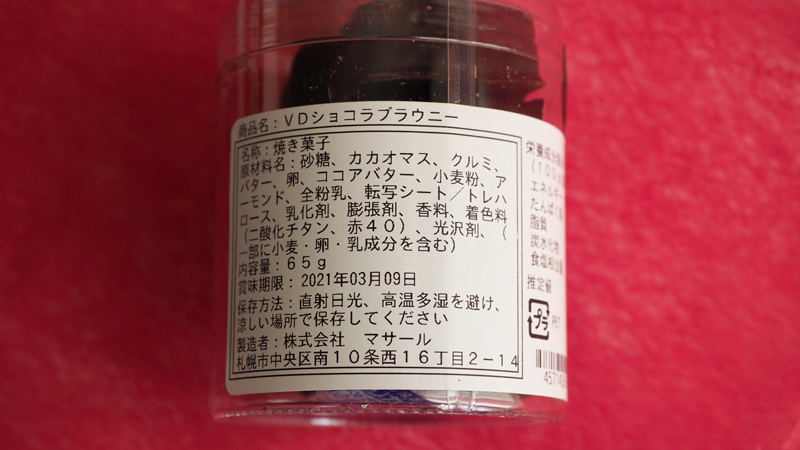 商品名：VDショコラブラウニー
名称：焼き菓子
原材料名：砂糖、カカオマス、クルミ、
バター、卵、ココアバター、小麦粉、ア
ーモンド、全粉乳、転写シート／トレハ
ロース、乳化剤、膨張剤、香料、着色料
（二酸化チタン、赤40）、光沢剤、（
一部に小麦・卵・乳成分を含む）
内容量：65g
賞味期限：2021年03月09日
保存方法：直射日光、高温多湿を避け、
涼しい場所で保存してください
製造者：株式会社　マサール
札幌市中央区南10条西16丁目2－14
栄養成分
（100
エネルギ
たんぱく
脂質
炭水化物
食塩相当
推定値
プラ
PET
4571